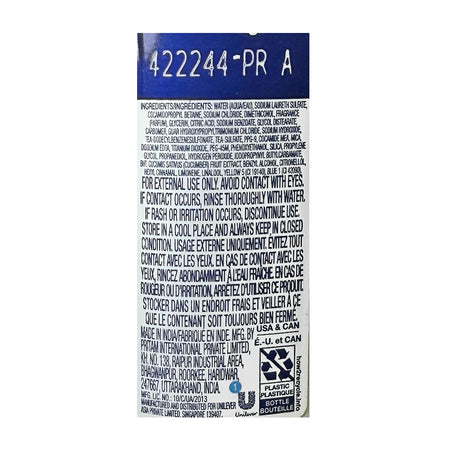 422244-PR A
INGREDIENTS/INGRÉDIENTS: WATER (AQUA/EAU), SODIUM LAURETH SULFATE,
COCAMIDOPROPYL BETAINE, SODIUM CHLORIDE, DIMETHICONOL, FRAGRANCE
(PARFUM), GLYCERIN, CITRIC ACID, SODIUM BENZOATE, GLYCOL DISTEARATE,
CARBOMER, GUAR HYDROXYPROPYLTRIMONIUM CHLORIDE, SODIUM HYDROXIDE,
TEA-DODECYLBENZENESULFONATE, TEA-SULFATE, PPG-9, COCAMIDE MEA, MICA,
DISODIUM EDTA, TITANIUM DIOXIDE, PEG-45M, PHENOXYETHANOL, SILICA, PROPYLENE
GLYCOL, PROPANEDIOL, HYDROGEN PEROXIDE, IODOPROPYNYL BUTYLCARBAMATE,
BHT, CUCUMIS SATIVUS (CUCUMBER) FRUIT EXTRACT, BENZYL ALCOHOL, CITRONELLOL,
HEXYL CINNAMAL, LIMONENE, LINALOOL, YELLOW 5 (CI 19140), BLUE 1 (CI 42090).
FOR EXTERNAL USE ONLY. AVOID CONTACT WITH EYES.
IF CONTACT OCCURS, RINSE THOROUGHLY WITH WATER.
IF RASH OR IRRITATION OCCURS, DISCONTINUE USE.
STORE IN A COOL PLACE AND ALWAYS KEEP IN CLOSED
CONDITION. USAGE EXTERNE UNIQUEMENT. ÉVITEZ TOUT
CONTACT AVEC LES YEUX. EN CAS DE CONTACT AVEC LES
YEUX, RINCEZ ABONDAMMENT À L'EAU FRAÎCHE. EN CAS DE
ROUGEUR OU D'IRRITATION, ARRÊTEZ D'UTILISER CE PRODUIT.
STOCKER DANS UN ENDROIT FRAIS ET VEILLER À CE
QUE LE CONTENANT SOIT TOUJOURS BIEN FERMÉ.
MADE IN INDIA/FABRIQUÉ EN INDE. MFG. BY
PRITAM INTERNATIONAL PRIVATE LIMITED,
KH. NO. 138, RAIPUR INDUSTRIAL AREA,
BHAGWANPUR, ROORKEE, HARIDWAR,
247667, UTTARAKHAND, INDIA.
MFG. LIC. NO.: 10/C/UA/2013
MANUFACTURED AND DISTRIBUTED FOR UNILEVER
ASIA PRIVATE LIMITED, SINGAPORE 139407.
USA & CAN
É.-U. et CAN
how2recycle.info
PLASTIC
PLASTIQUE
BOTTLE
BOUTEILLE
1
Unilever